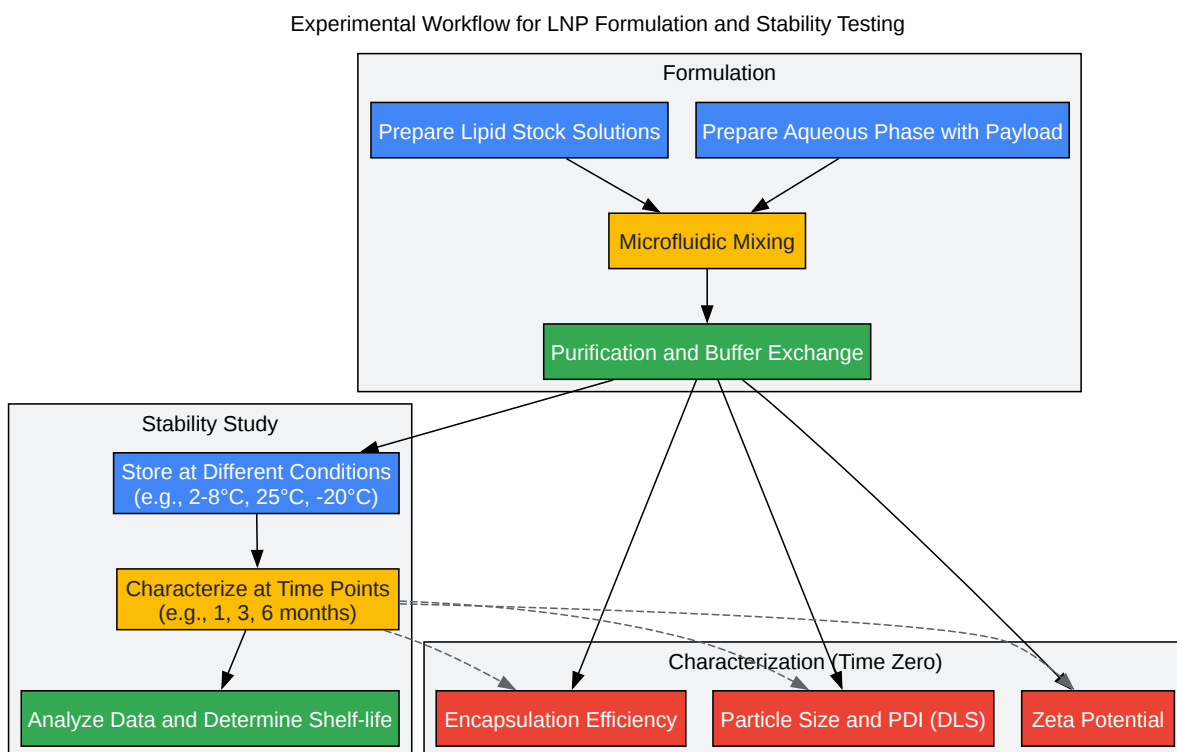 Experimental Workflow for LNP Formulation and Stability Testing
Formulation
Prepare Lipid Stock Solutions
Prepare Aqueous Phase with Payload
Microfluidic Mixing
Purification and Buffer Exchange
Stability Study
Store at Different Conditions
(e.g., 2-8°C, 25°C, -20°C)
Characterize at Time Points
(e.g., 1, 3, 6 months)
Analyze Data and Determine Shelf-life
Characterization (Time Zero)
Encapsulation Efficiency
Particle Size and PDI (DLS)
Zeta Potential